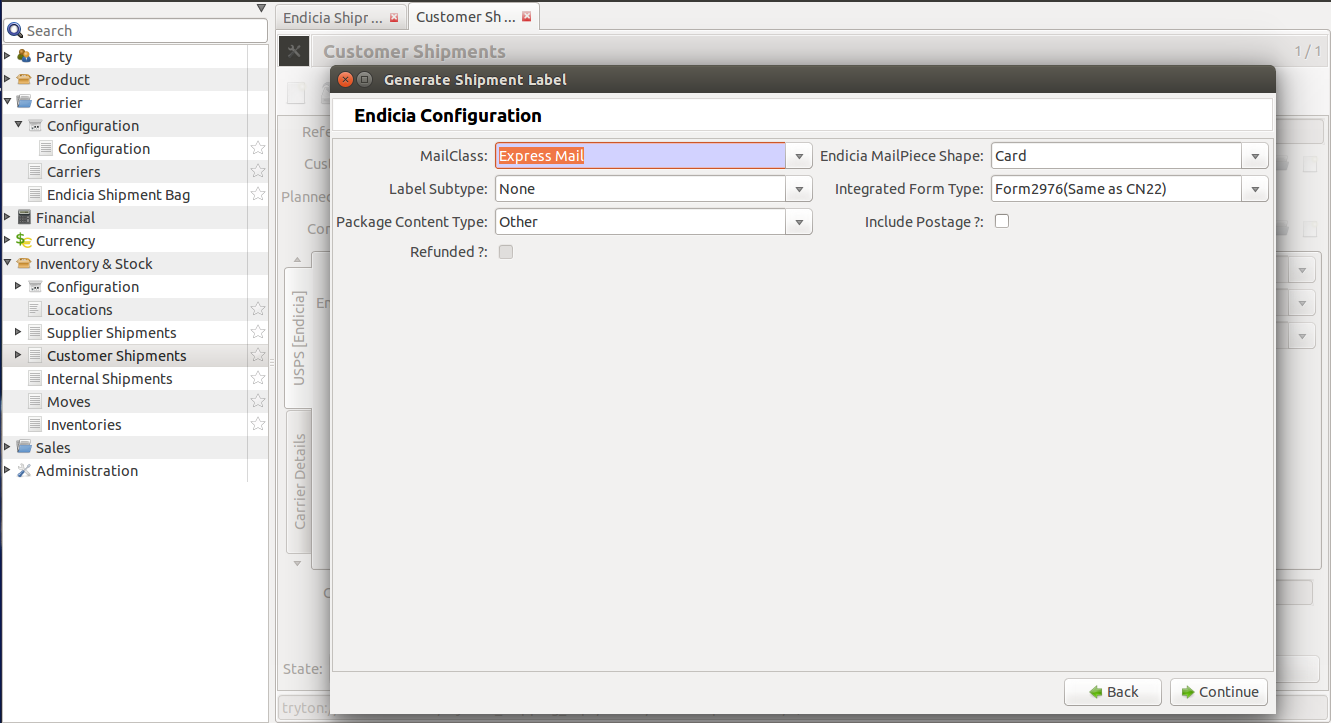 Endicia Shipr ...
Customer Sh ...
Search
Customer Shipments
1 / 1
Party
Product
Carrier
Configuration
Configuration
Carriers
Endicia Shipment Bag
Financial
Currency
Inventory & Stock
Configuration
Locations
Supplier Shipments
Customer Shipments
Internal Shipments
Moves
Inventories
Sales
Administration
Generate Shipment Label
Endicia Configuration
MailClass: Express Mail
Endicia MailPiece Shape: Card
Label Subtype: None
Integrated Form Type: Form2976(Same as CN22)
Package Content Type: Other
Include Postage ?:
Refunded ?:
Refe
Cust
Planned
Con
USPS [Endicia]
En
Carrier Details
State:
Back
Continue
tryton: